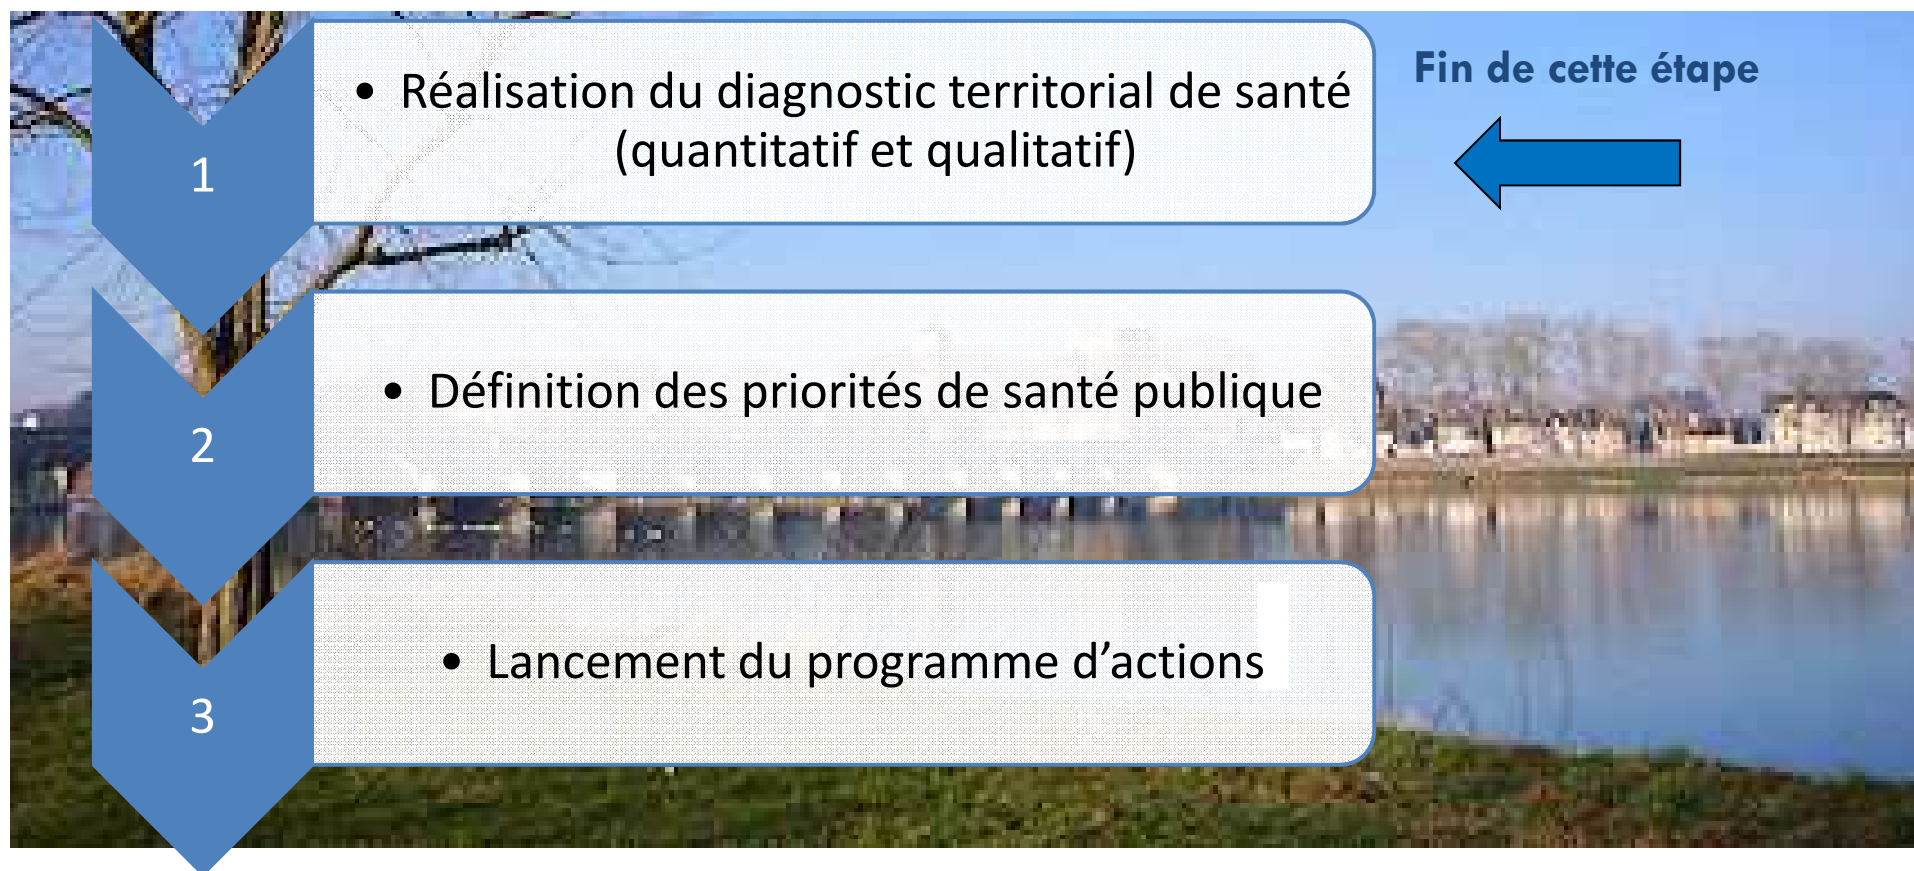 1
• Réalisation du diagnostic territorial de santé
(quantitatif et qualitatif)
Fin de cette étape
2
• Définition des priorités de santé publique
3
• Lancement du programme d’actions